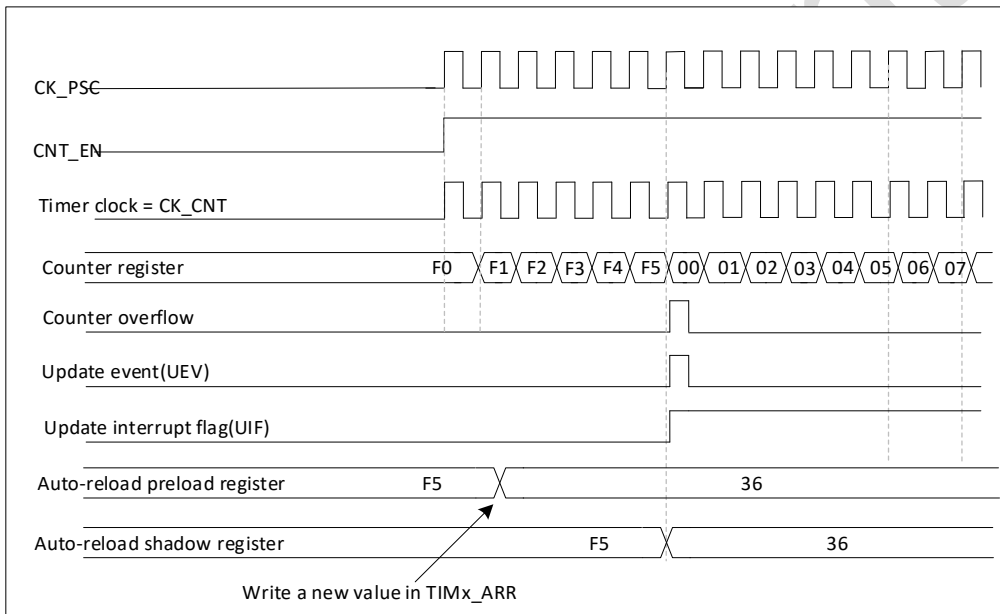 CK_PSC
CNT_EN
Timer clock = CK_CNT
Counter register F0 F1 F2 F3 F4 F5 00 01 02 03 04 05 06 07
Counter overflow
Update event(UEV)
Update interrupt flag(UIF)
Auto-reload preload register F5 36
Auto-reload shadow register F5 36
Write a new value in TIMx_ARR